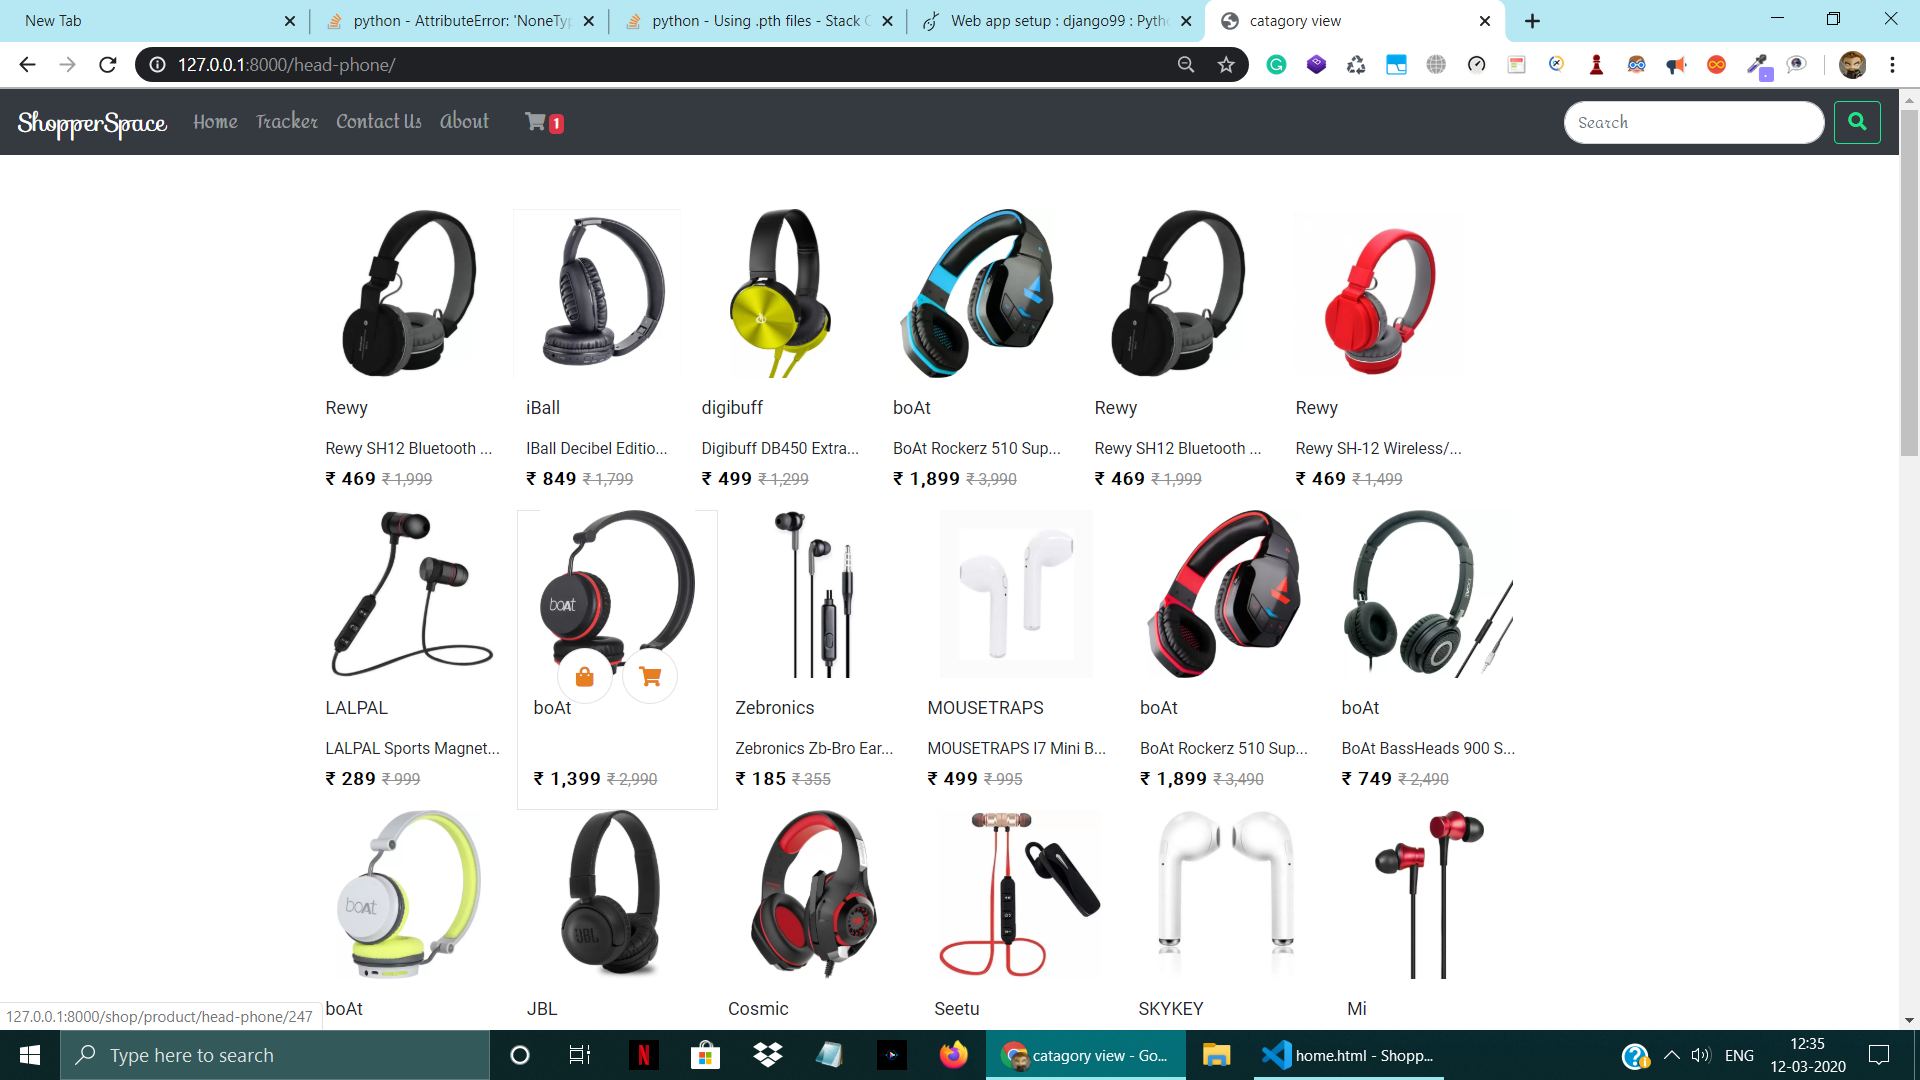 New Tab
python - AttributeError: 'NoneTyp
python - Using .pth files - Stack O
Web app setup : django99 : Pytho
catagory view
127.0.0.1:8000/head-phone/
ShopperSpace
Home
Tracker
Contact Us
About
1
Search
Rewy
iBall
digibuff
boAt
Rewy
Rewy
Rewy SH12 Bluetooth ...
IBall Decibel Editio...
Digibuff DB450 Extra...
BoAt Rockerz 510 Sup...
Rewy SH12 Bluetooth ...
Rewy SH-12 Wireless/...
₹ 469 ₹ 1,999
₹ 849 ₹ 1,799
₹ 499 ₹ 1,299
₹ 1,899 ₹ 3,990
₹ 469 ₹ 1,999
₹ 469 ₹ 1,499
boAt
LALPAL
boAt
Zebronics
MOUSETRAPS
boAt
boAt
LALPAL Sports Magnet...
Zebronics Zb-Bro Ear...
MOUSETRAPS I7 Mini B...
BoAt Rockerz 510 Sup...
BoAt BassHeads 900 S...
₹ 289 ₹ 999
₹ 1,399 ₹ 2,990
₹ 185 ₹ 355
₹ 499 ₹ 995
₹ 1,899 ₹ 3,490
₹ 749 ₹ 2,490
boAt
JBL
boAt
JBL
Cosmic
Seetu
SKYKEY
Mi
127.0.0.1:8000/shop/product/head-phone/247
Type here to search
catagory view - Go...
home.html - Shopp...
ENG
12:35
12-03-2020